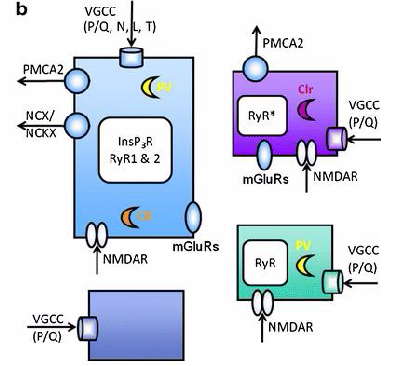 b
VGCC
(P/Q, N, L, T)
PMCA2
PV
NCX/
NCKX
InsP3R
RyR1 & 2
CB
mGluRs
NMDAR
VGCC
(P/Q)
PMCA2
Clr
RyR*
VGCC
(P/Q)
mGluRs
NMDAR
PV
RyR
VGCC
(P/Q)
NMDAR